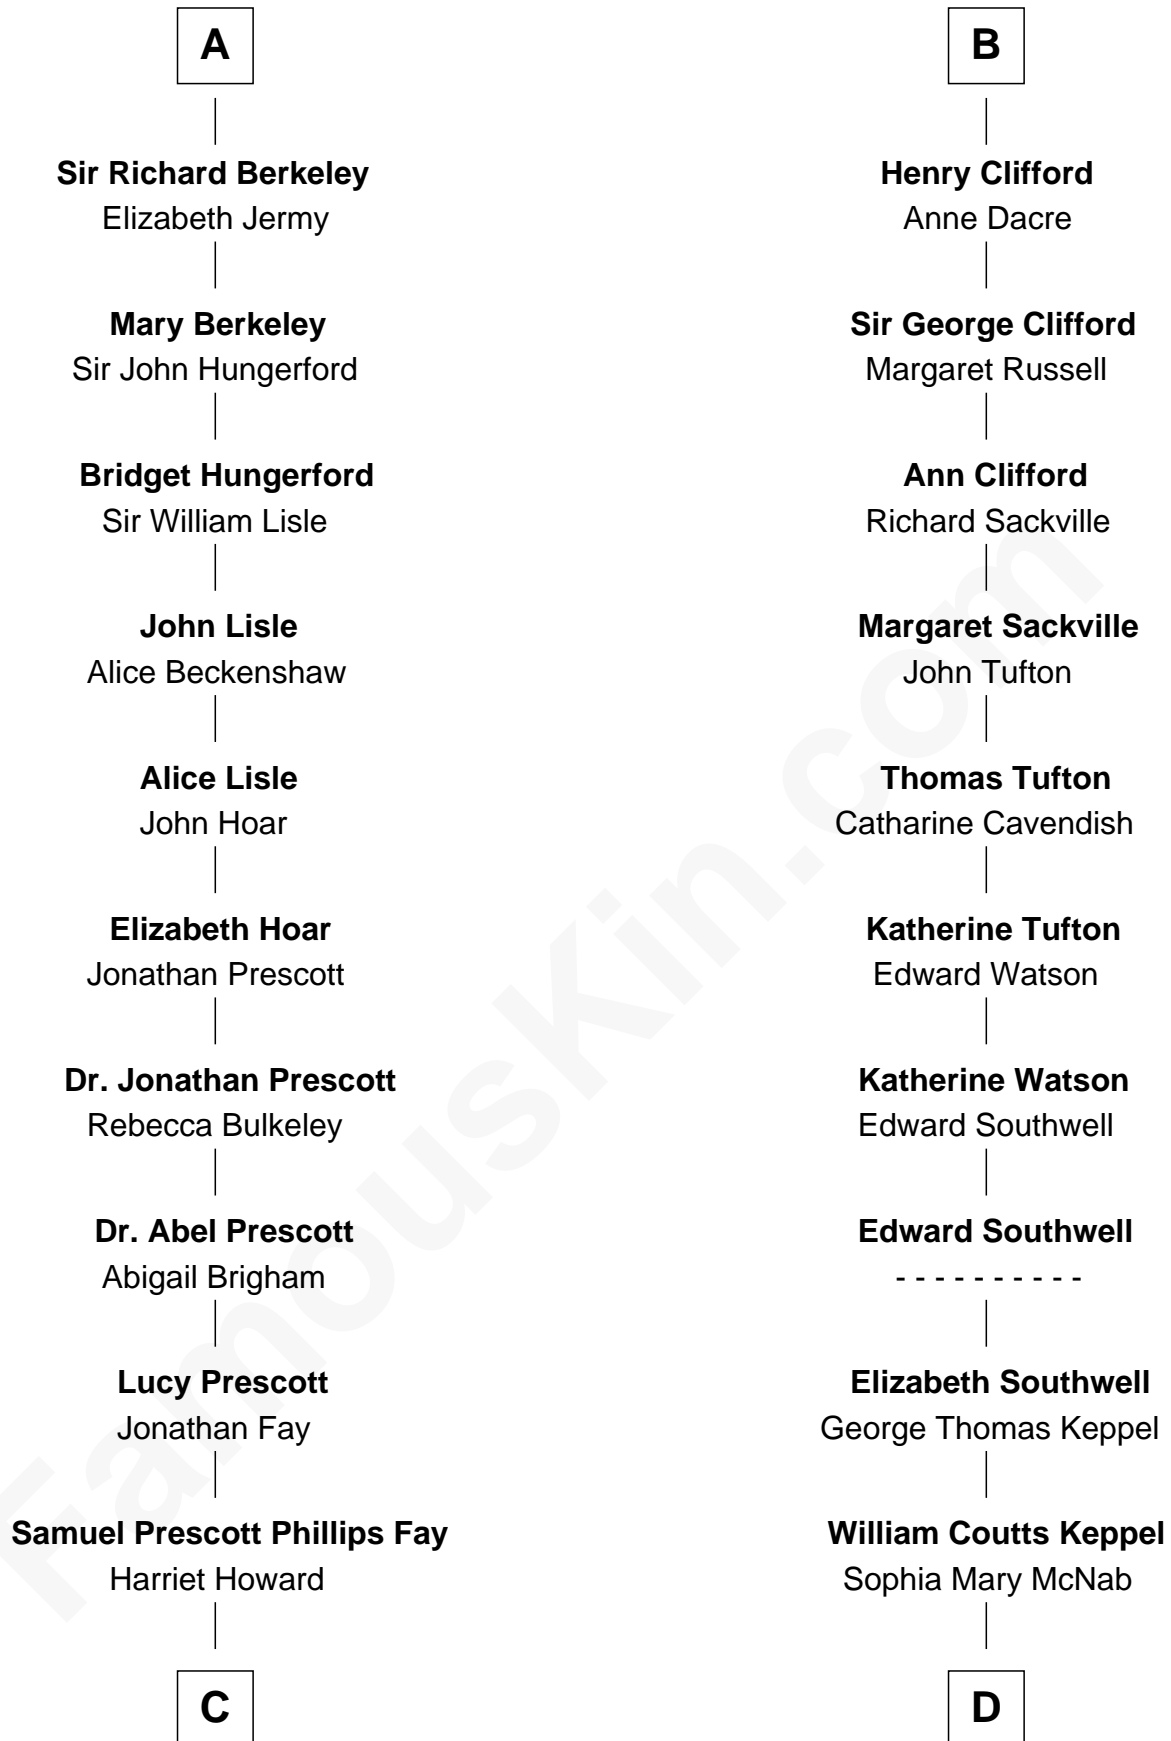 A
Sir Richard Berkeley
Elizabeth Jermy
Mary Berkeley
Sir John Hungerford
Bridget Hungerford
Sir William Lisle
John Lisle
Alice Beckenshaw
Alice Lisle
John Hoar
Elizabeth Hoar
Jonathan Prescott
Dr. Jonathan Prescott
Rebecca Bulkeley
Dr. Abel Prescott
Abigail Brigham
Lucy Prescott
Jonathan Fay
Samuel Prescott Phillips Fay
Harriet Howard
C
B
Henry Clifford
Anne Dacre
Sir George Clifford
Margaret Russell
Ann Clifford
Richard Sackville
Margaret Sackville
John Tufton
Thomas Tufton
Catharine Cavendish
Katherine Tufton
Edward Watson
Katherine Watson
Edward Southwell
Edward Southwell
- - - - - - - - - -
Elizabeth Southwell
George Thomas Keppel
William Coutts Keppel
Sophia Mary McNab
D
FamousKin.com